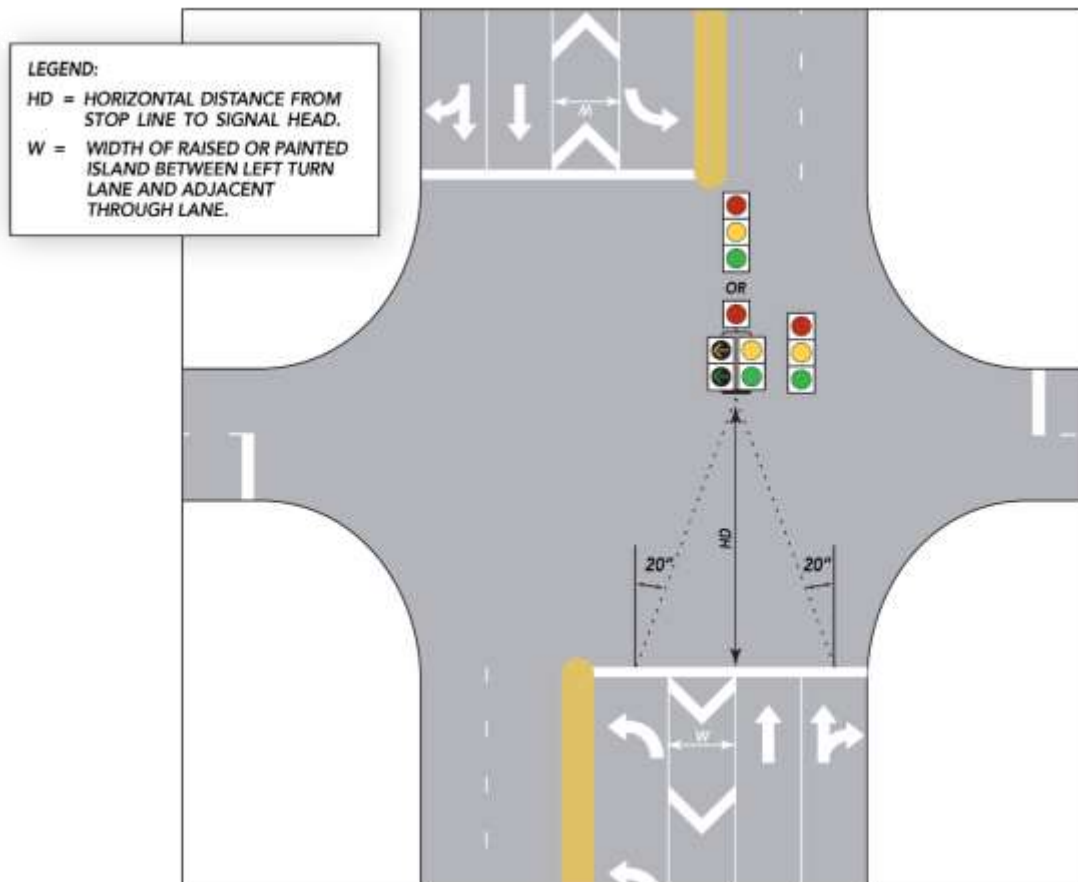 LEGEND:
HD = HORIZONTAL DISTANCE FROM
STOP LINE TO SIGNAL HEAD.
W = WIDTH OF RAISED OR PAINTED
ISLAND BETWEEN LEFT TURN
LANE AND ADJACENT
THROUGH LANE.
W
OR
HD
20°
20°
W